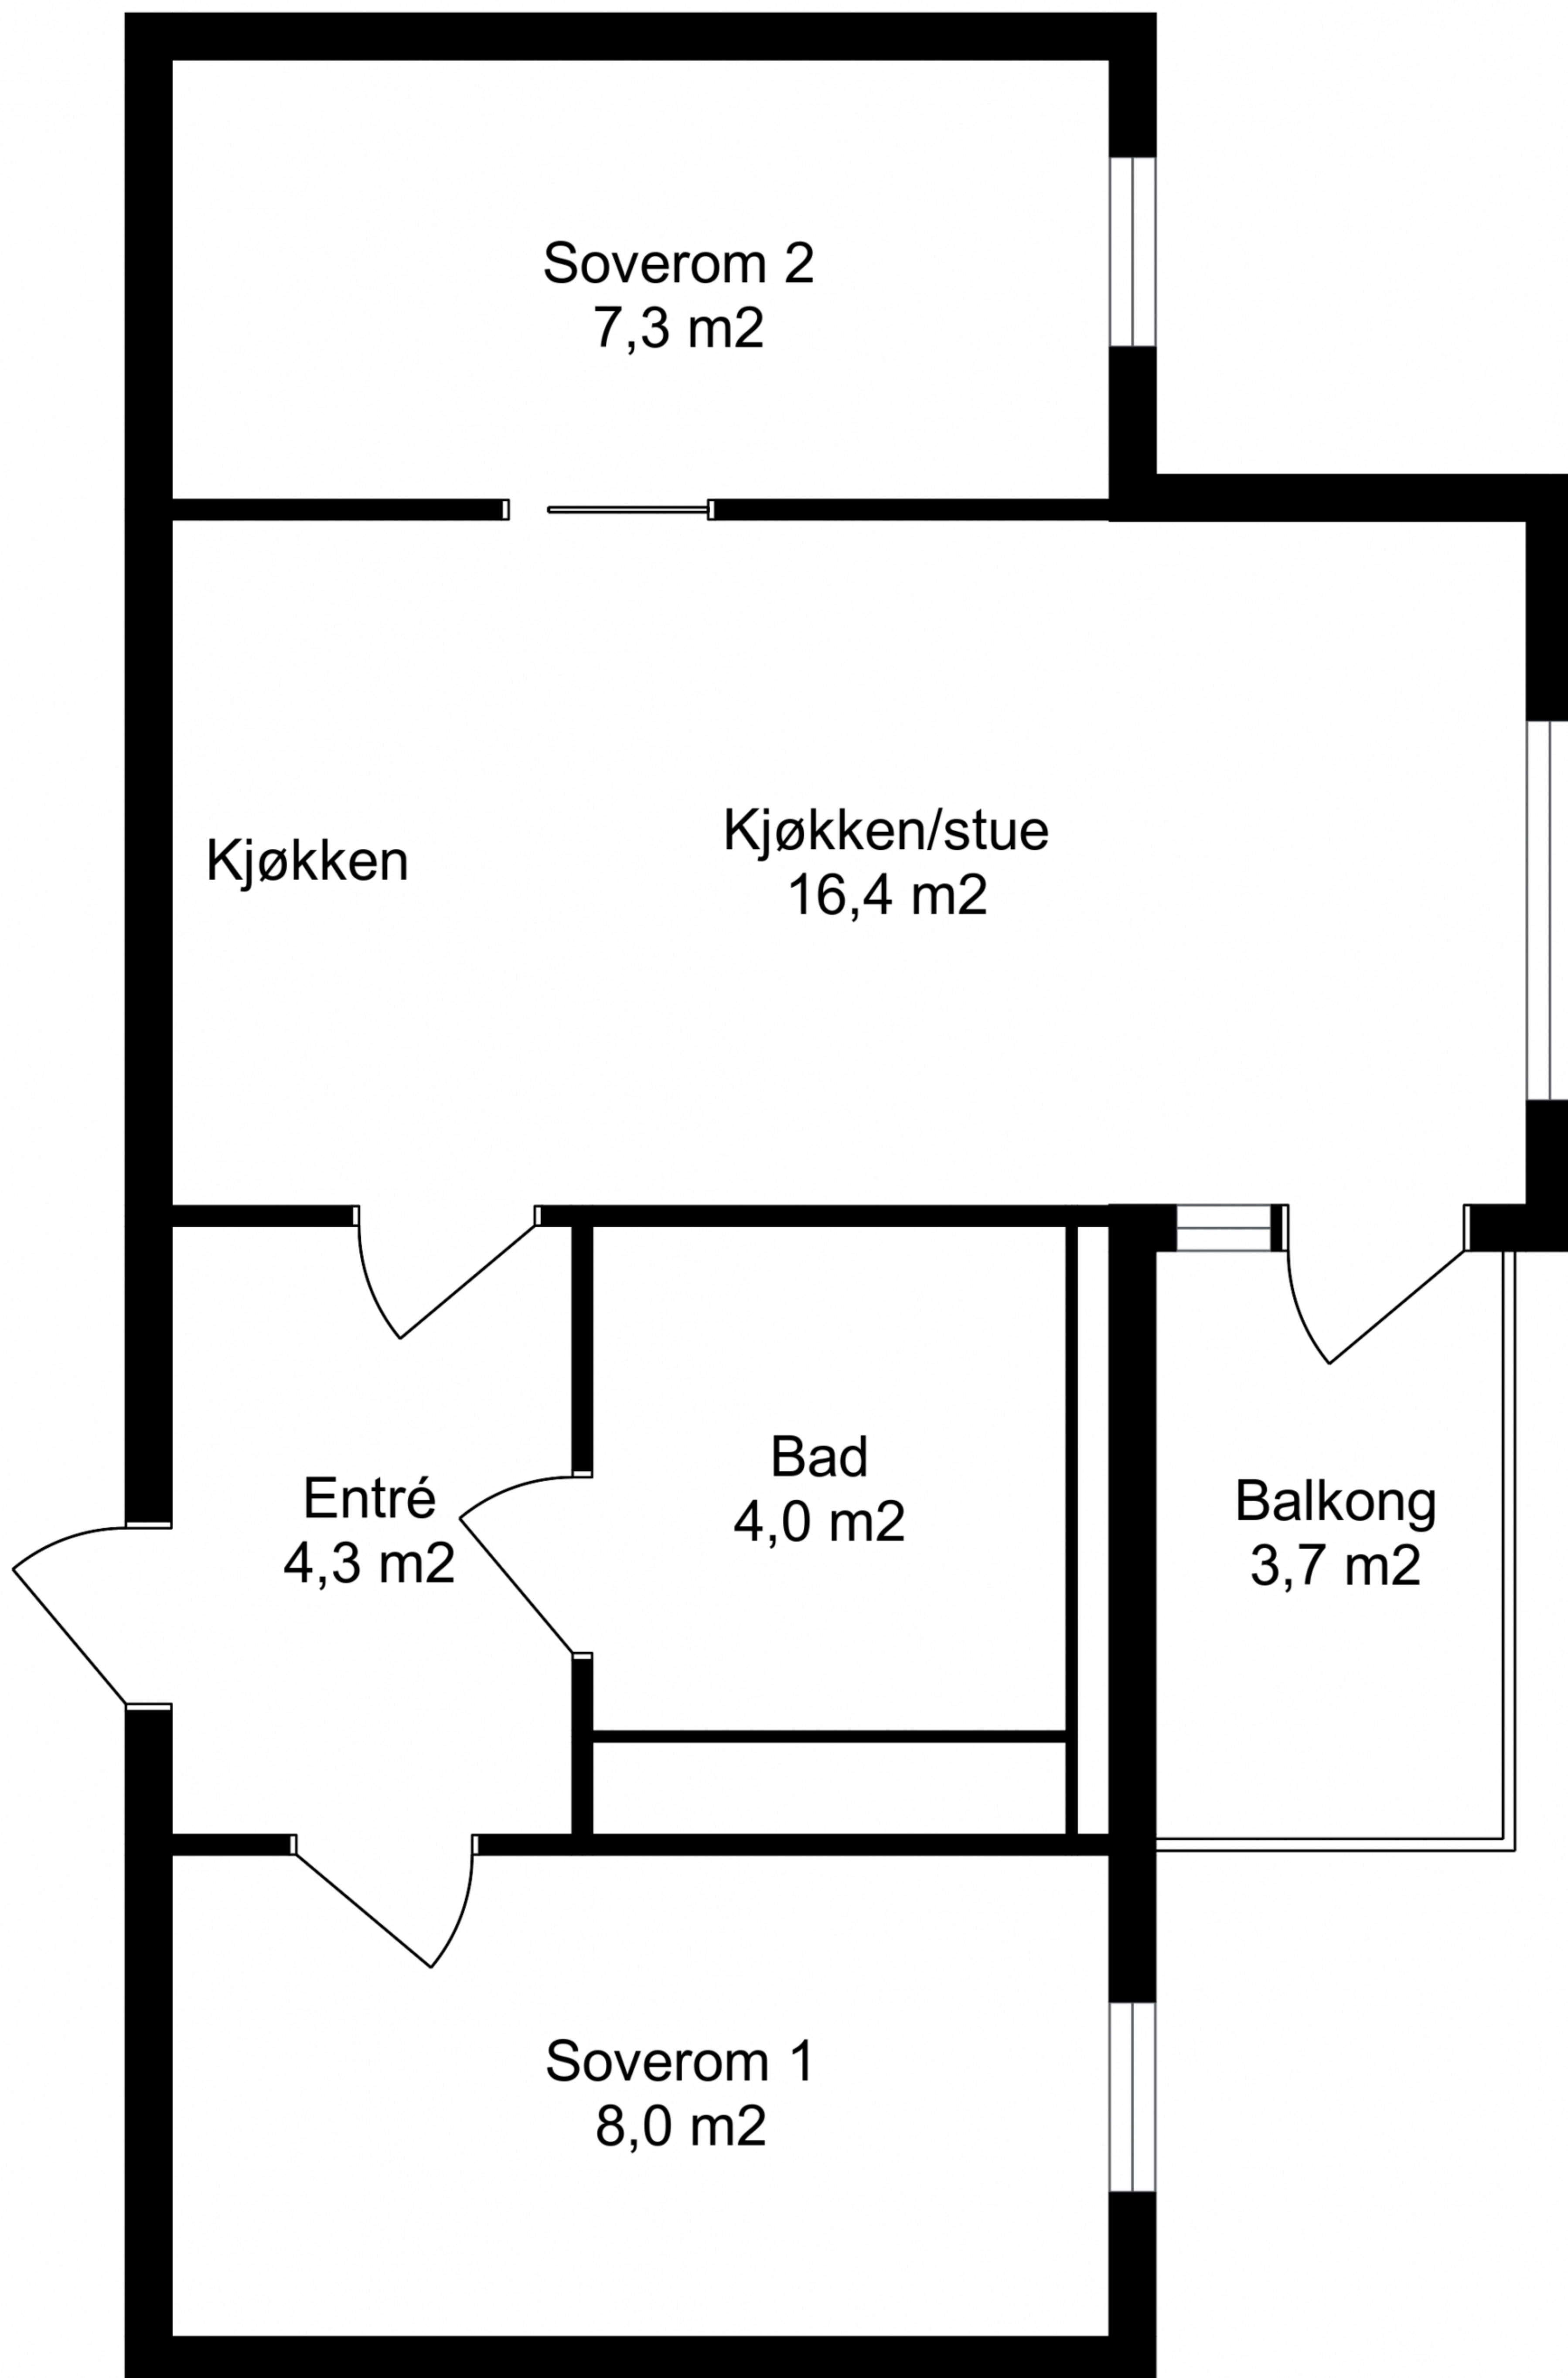 Soverom 2
7,3 m2
Kjøkken
Kjøkken/stue
16,4 m2
Entré
4,3 m2
Bad
4,0 m2
Balkong
3,7 m2
Soverom 1
8,0 m2